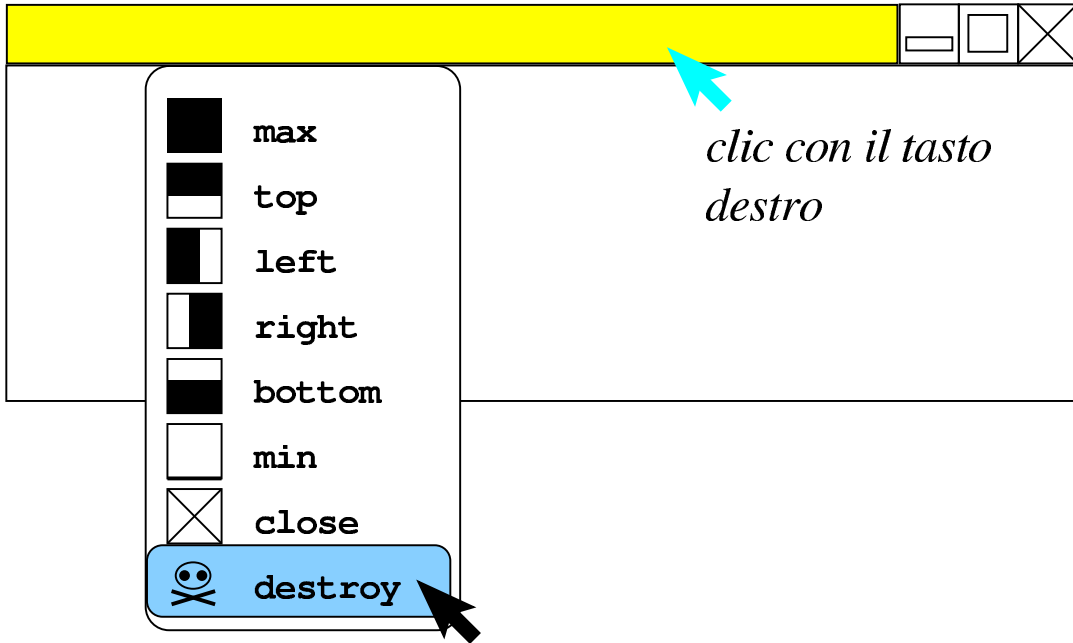 max
top
left
right
bottom
min
close
destroy
clic con il tasto
destro